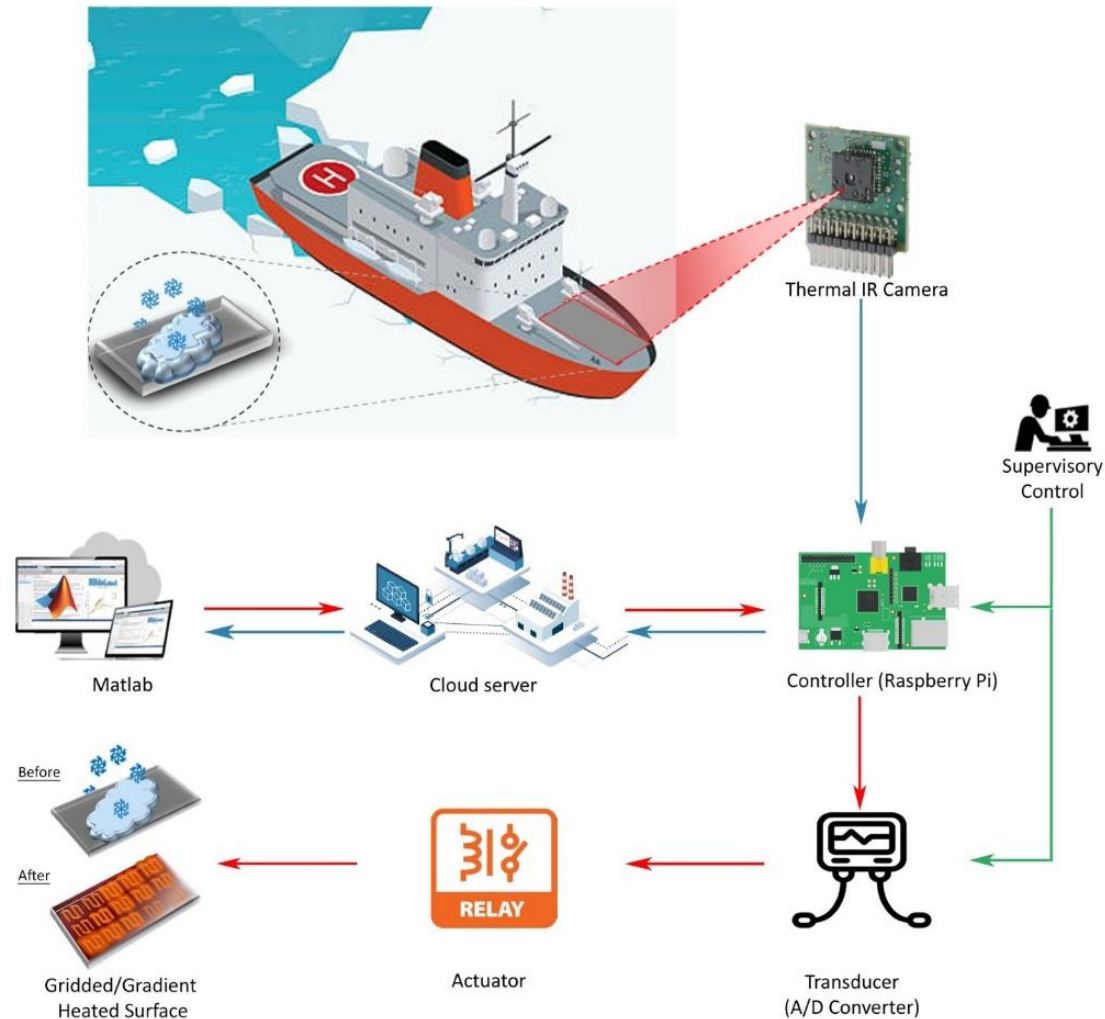 H
Thermal IR Camera
Supervisory
Control
Matlab
Cloud server
Controller (Raspberry Pi)
Before
After
RELAY
Gridded/Gradient
Heated Surface
Actuator
Transducer
(A/D Converter)